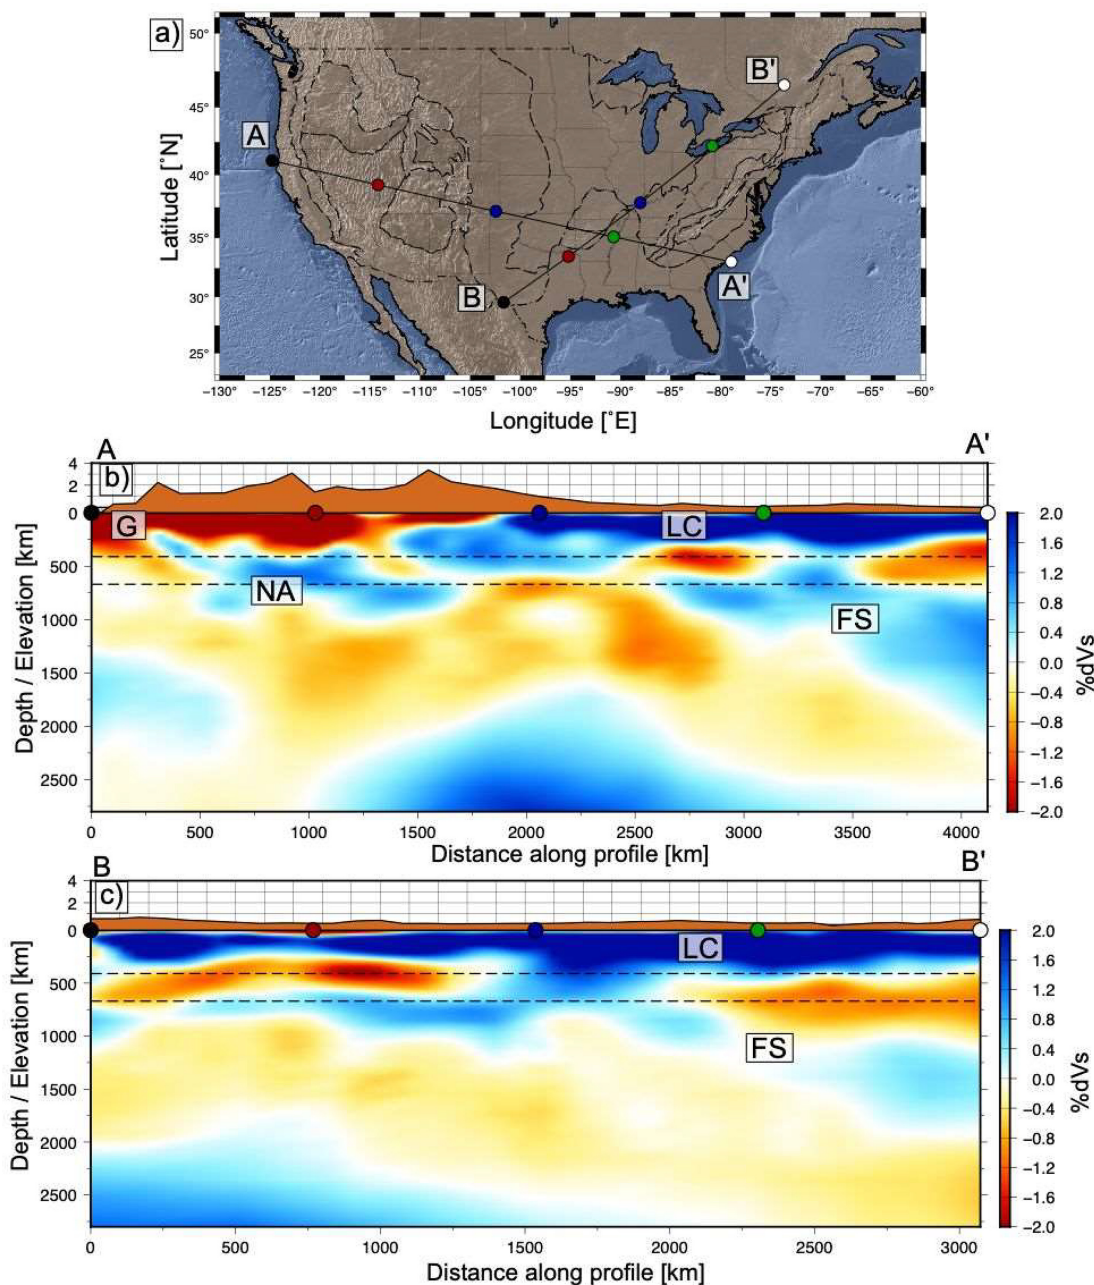 a)
50°
45°
40°
35°
30°
25°
Latitude [˚N]
A
B'
B
A'
−130° −125° −120° −115° −110° −105° −100° −95° −90° −85° −80° −75° −70° −65° −60°
Longitude [˚E]
A A'
b)
4
2
0
500
1000
1500
2000
2500
Depth / Elevation [km]
G
LC
NA
FS
0 500 1000 1500 2000 2500 3000 3500 4000
Distance along profile [km]
2.0
1.6
1.2
0.8
0.4
0.0
−0.4
−0.8
−1.2
−1.6
−2.0
%dVs
B B'
c)
4
2
0
500
1000
1500
2000
2500
Depth / Elevation [km]
LC
FS
0 500 1000 1500 2000 2500 3000
Distance along profile [km]
2.0
1.6
1.2
0.8
0.4
0.0
−0.4
−0.8
−1.2
−1.6
−2.0
%dVs